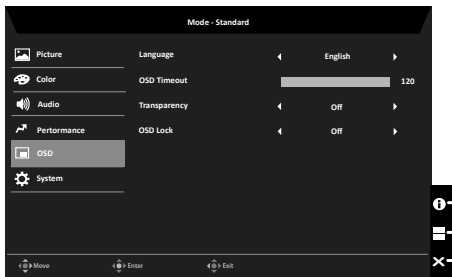 Mode - Standard
Picture
Color
Audio
Pertormance
OSD
System
Language English
OSD Timeout 120
Transparency Off
OSD Lock Off
Move Enter Exit